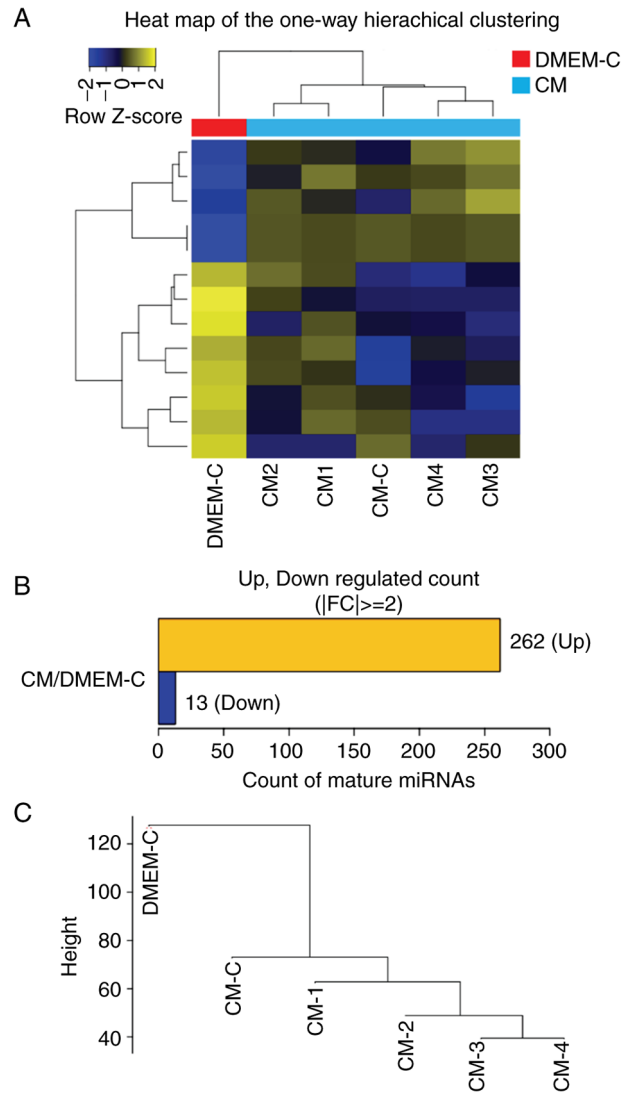 A
Heat map of the one-way hierachical clustering
−2 −1 0 1 2
Row Z-score
DMEM-C
CM
DMEM-C CM2 CM1 CM-C CM4 CM3
B
Up, Down regulated count
(|FC|>=2)
262 (Up)
CM/DMEM-C
13 (Down)
0 50 100 150 200 250 300
Count of mature miRNAs
C
Height
120
100
80
60
40
DMEM-C
CM-C
CM-1
CM-2
CM-3
CM-4